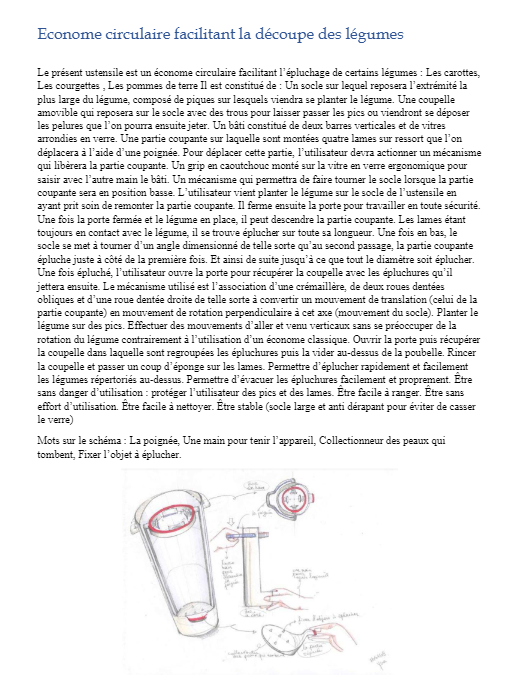 Econome circulaire facilitant la découpe des légumes
Le présent ustensile est un économe circulaire facilitant l'épluchage de certains légumes : Les carottes,
Les courgettes , Les pommes de terre Il est constitué de : Un socle sur lequel reposera l'extrémité la
plus large du légume, composé de piques sur lesquels viendra se planter le légume. Une coupelle
amovible qui reposera sur le socle avec des trous pour laisser passer les pics ou viendront se déposer
les pelures que l'on pourra ensuite jeter. Un bâti constitué de deux barres verticales et de vitres
arrondies en verre. Une partie coupante sur laquelle sont montées quatre lames sur ressort que l'on
déplacera à l'aide d'une poignée. Pour déplacer cette partie, l'utilisateur devra actionner un mécanisme
qui libèrera la partie coupante. Un grip en caoutchouc monté sur la vitre en verre ergonomique pour
saisir avec l'autre main le bâti. Un mécanisme qui permettra de faire tourner le socle lorsque la partie
coupante sera en position basse. L'utilisateur vient planter le légume sur le socle de l'ustensile en
ayant prit soin de remonter la partie coupante. Il ferme ensuite la porte pour travailler en toute sécurité.
Une fois la porte fermée et le légume en place, il peut descendre la partie coupante. Les lames étant
toujours en contact avec le légume, il se trouve éplucher sur toute sa longueur. Une fois en bas, le
socle se met à tourner d'un angle dimensionné de telle sorte qu'au second passage, la partie coupante
épluche juste à côté de la première fois. Et ainsi de suite jusqu'à ce que tout le diamètre soit éplucher.
Une fois épluché, l'utilisateur ouvre la porte pour récupérer la coupelle avec les épluchures qu'il
jettera ensuite. Le mécanisme utilisé est l'association d'une crémaillère, de deux roues dentées
obliques et d'une roue dentée droite de telle sorte à convertir un mouvement de translation (celui de la
partie coupante) en mouvement de rotation perpendiculaire à cet axe (mouvement du socle). Planter le
légume sur des pics. Effectuer des mouvements d'aller et venu verticaux sans se préoccuper de la
rotation du légume contrairement à l'utilisation d'un économe classique. Ouvrir la porte puis récupérer
la coupelle dans laquelle sont regroupées les épluchures puis la vider au-dessus de la poubelle. Rincer
la coupelle et passer un coup d'éponge sur les lames. Permettre d'éplucher rapidement et facilement
les légumes répertoriés au-dessus. Permettre d'évacuer les épluchures facilement et proprement. Être
sans danger d'utilisation : protéger l'utilisateur des pics et des lames. Être facile à ranger. Être sans
effort d'utilisation. Être facile à nettoyer. Être stable (socle large et anti dérapant pour éviter de casser
le verre)
Mots sur le schéma : La poignée, Une main pour tenir l'appareil, Collectionneur des peaux qui
tombent, Fixer l'objet à éplucher.
fixer l'objet à éplucher